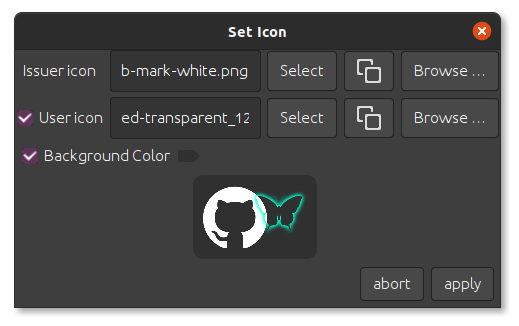 Set Icon
Issuer icon b-mark-white.png Select Browse ...
User icon ed-transparent_12 Select Browse ...
Background Color
abort apply